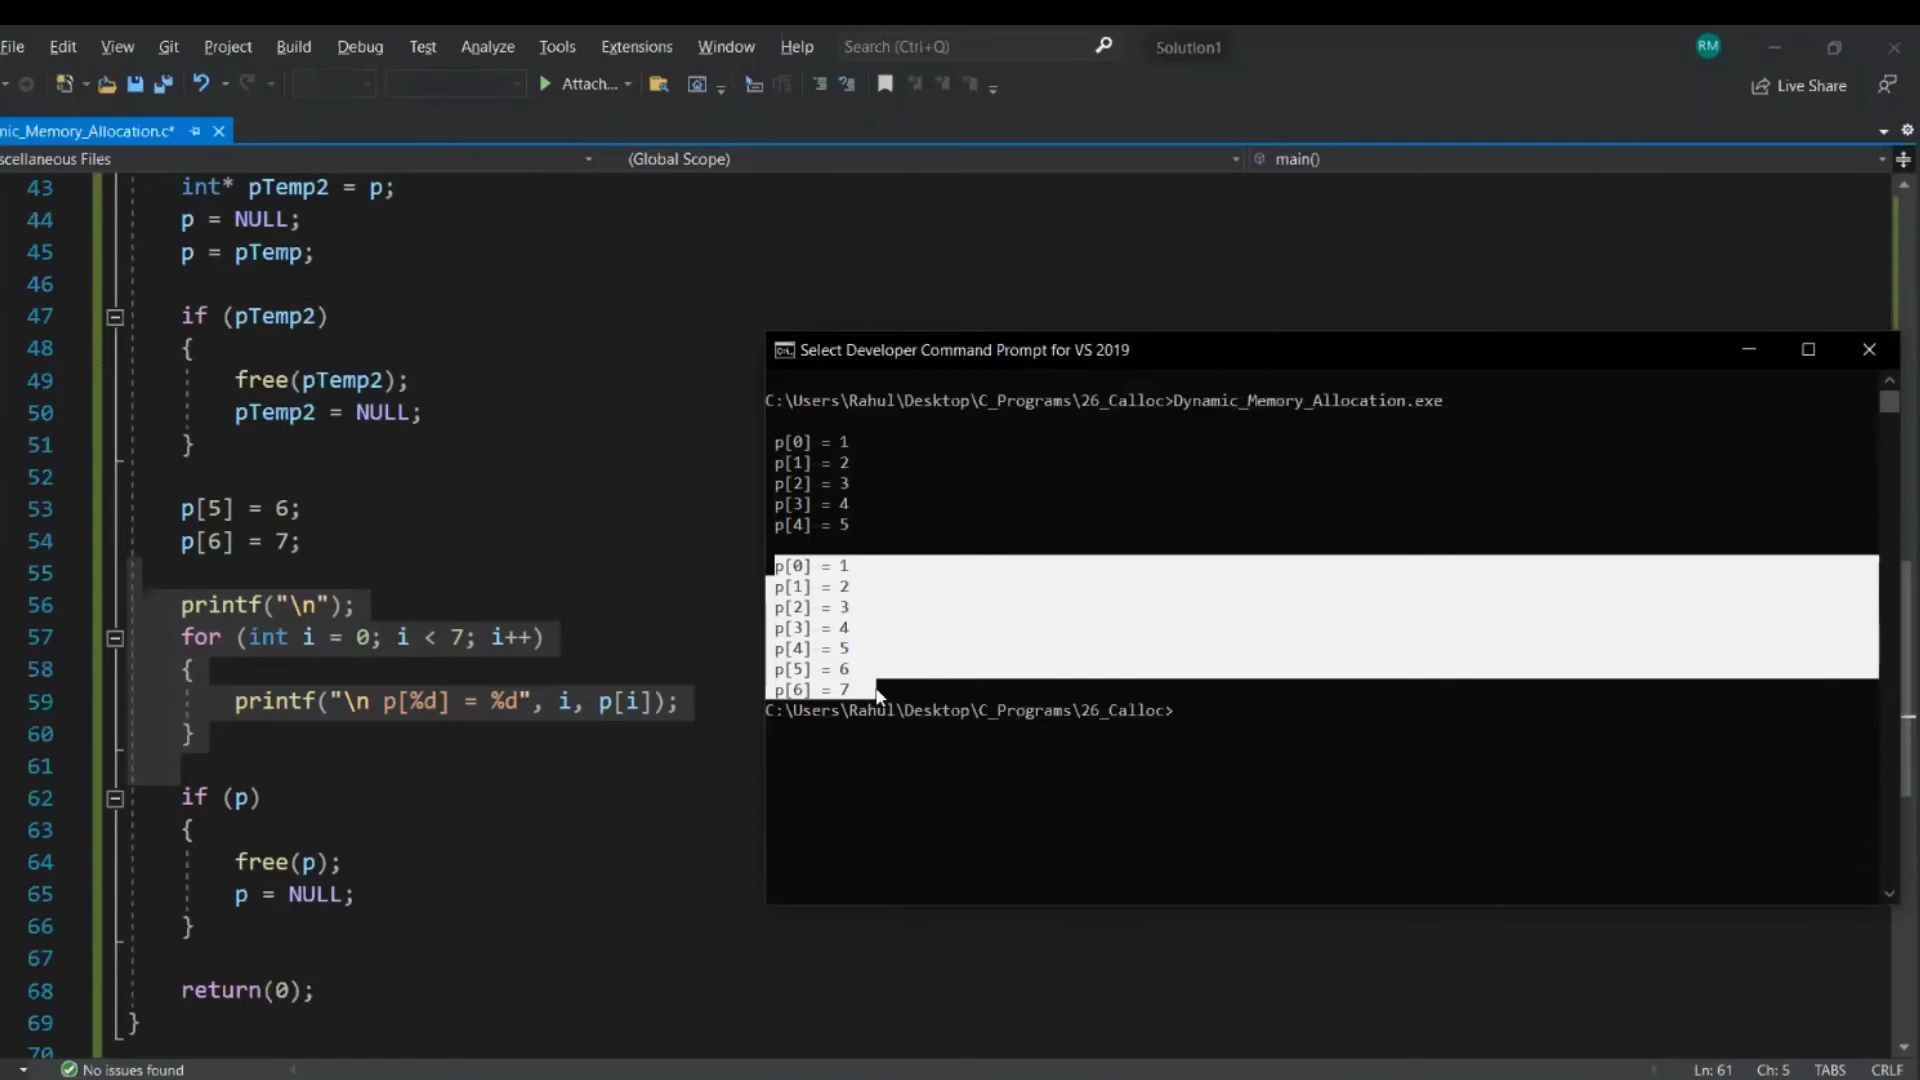 File Edit View Git Project Build Debug Test Analyze Tools Extensions Window Help Search (Ctrl+Q) Solution1 RM
Attach... Live Share
nic_Memory_Allocation.c*
scellaneous Files (Global Scope) main()
43 int* pTemp2 = p;
44 p = NULL;
45 p = pTemp;
46
47 if (pTemp2)
48 {
49 free(pTemp2);
50 pTemp2 = NULL;
51 }
52
53 p[5] = 6;
54 p[6] = 7;
55
56 printf("\n");
57 for (int i = 0; i < 7; i++)
58 {
59 printf("\n p[%d] = %d", i, p[i]);
60 }
61
62 if (p)
63 {
64 free(p);
65 p = NULL;
66 }
67
68 return(0);
69 }
70
Select Developer Command Prompt for VS 2019
C:\Users\Rahul\Desktop\C_Programs\26_Calloc>Dynamic_Memory_Allocation.exe
p[0] = 1
p[1] = 2
p[2] = 3
p[3] = 4
p[4] = 5
p[0] = 1
p[1] = 2
p[2] = 3
p[3] = 4
p[4] = 5
p[5] = 6
p[6] = 7
C:\Users\Rahul\Desktop\C_Programs\26_Calloc>
No issues found Ln: 61 Ch: 5 TABS CRLF